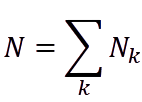 N = ∑ₖ Nₖ